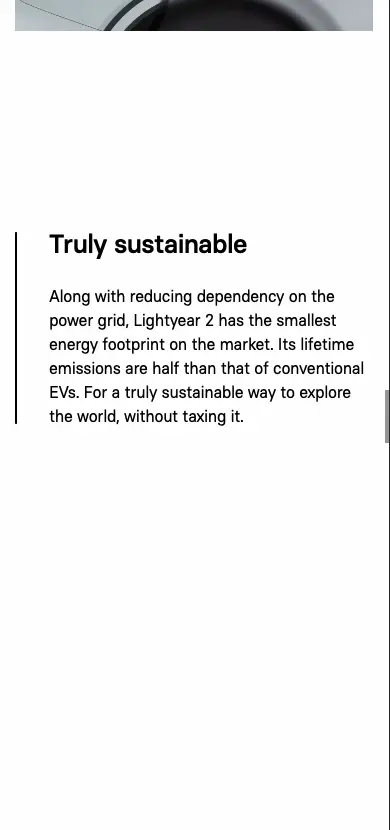 Truly sustainable
Along with reducing dependency on the
power grid, Lightyear 2 has the smallest
energy footprint on the market. Its lifetime
emissions are half than that of conventional
EVs. For a truly sustainable way to explore
the world, without taxing it.